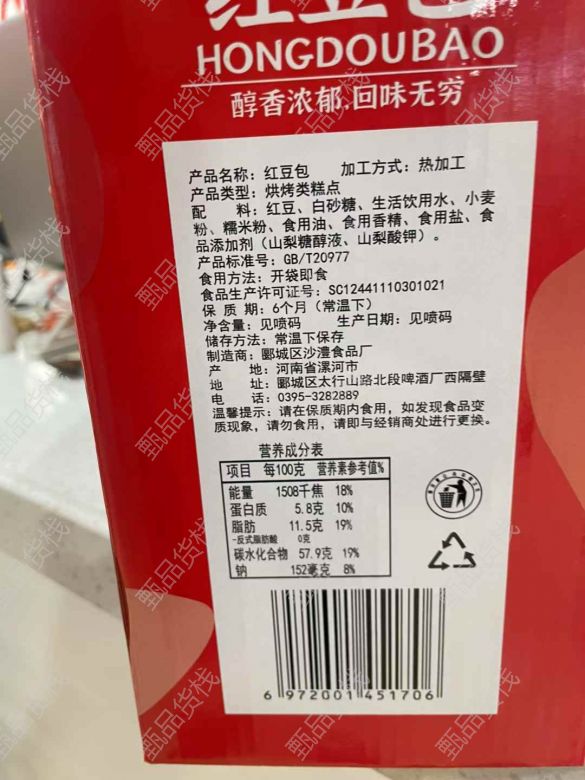 红豆包
HONGDOUBAO
醇香浓郁,回味无穷
产品名称：红豆包 加工方式：热加工
产品类型：烘烤类糕点
配 料：红豆、白砂糖、生活饮用水、小麦
粉、糯米粉、食用油、食用香精、食用盐、食
品添加剂（山梨糖醇液、山梨酸钾）。
产品标准号：GB/T20977
食用方法：开袋即食
食品生产许可证号：SC12441110301021
保 质 期：6个月（常温下）
净含量：见喷码 生产日期：见喷码
储存方法：常温下保存
制造商：郾城区沙澧食品厂
产 地：河南省漯河市
地 址：郾城区太行山路北段啤酒厂西隔壁
电 话：0395-3282889
温馨提示：请在保质期内食用，如发现食品变
质现象，请勿食用，请即与经销商处进行更换。
营养成分表
项目 每100克 营养素参考值%
能量 1508千焦 18%
蛋白质 5.8克 10%
脂肪 11.5克 19%
-反式脂肪酸 0克
碳水化合物 57.9克 19%
钠 152毫克 8%
6 972001 451706
甄品货栈